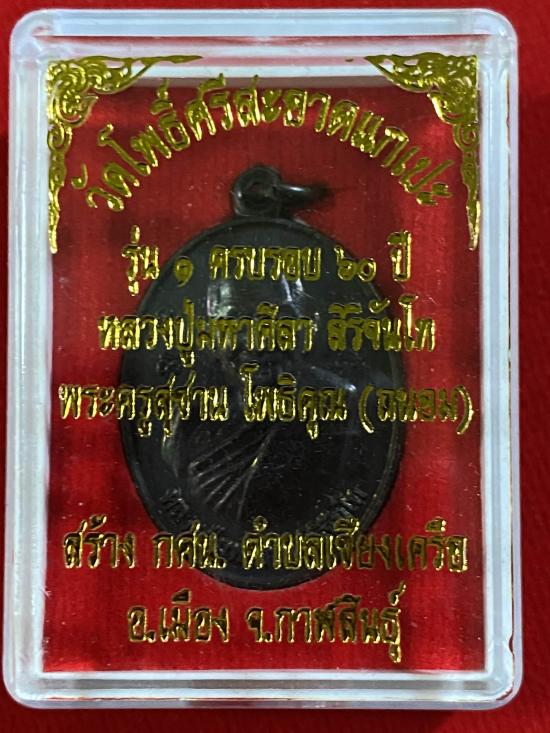 วัดโพธิ์ศรีสะอาดแกเปะ
รุ่น ๑ ครบรอบ ๖๐ ปี
หลวงปู่มหาศิลา สิริจันโท
พระครูสุชาน โพธิคุณ (ถนอม)
สร้าง กศน. ตำบลเชียงเครือ
อ.เมือง จ.กาฬสินธุ์